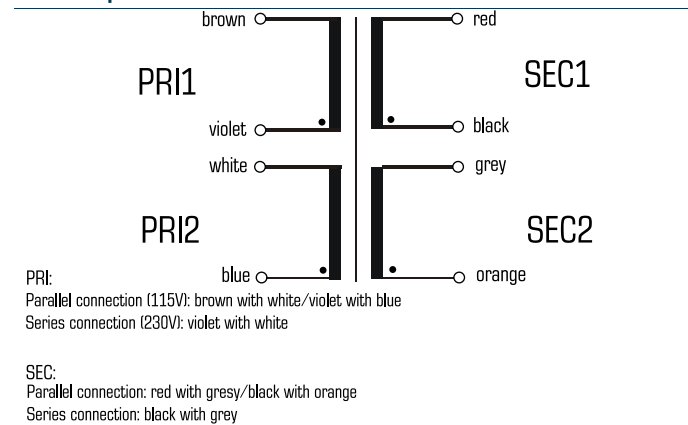 brown
red
PRI1
SEC1
violet
black
white
grey
PRI2
SEC2
blue
orange
PRI:
Parallel connection (115V): brown with white/violet with blue
Series connection (230V): violet with white
SEC:
Parallel connection: red with gresy/black with orange
Series connection: black with grey